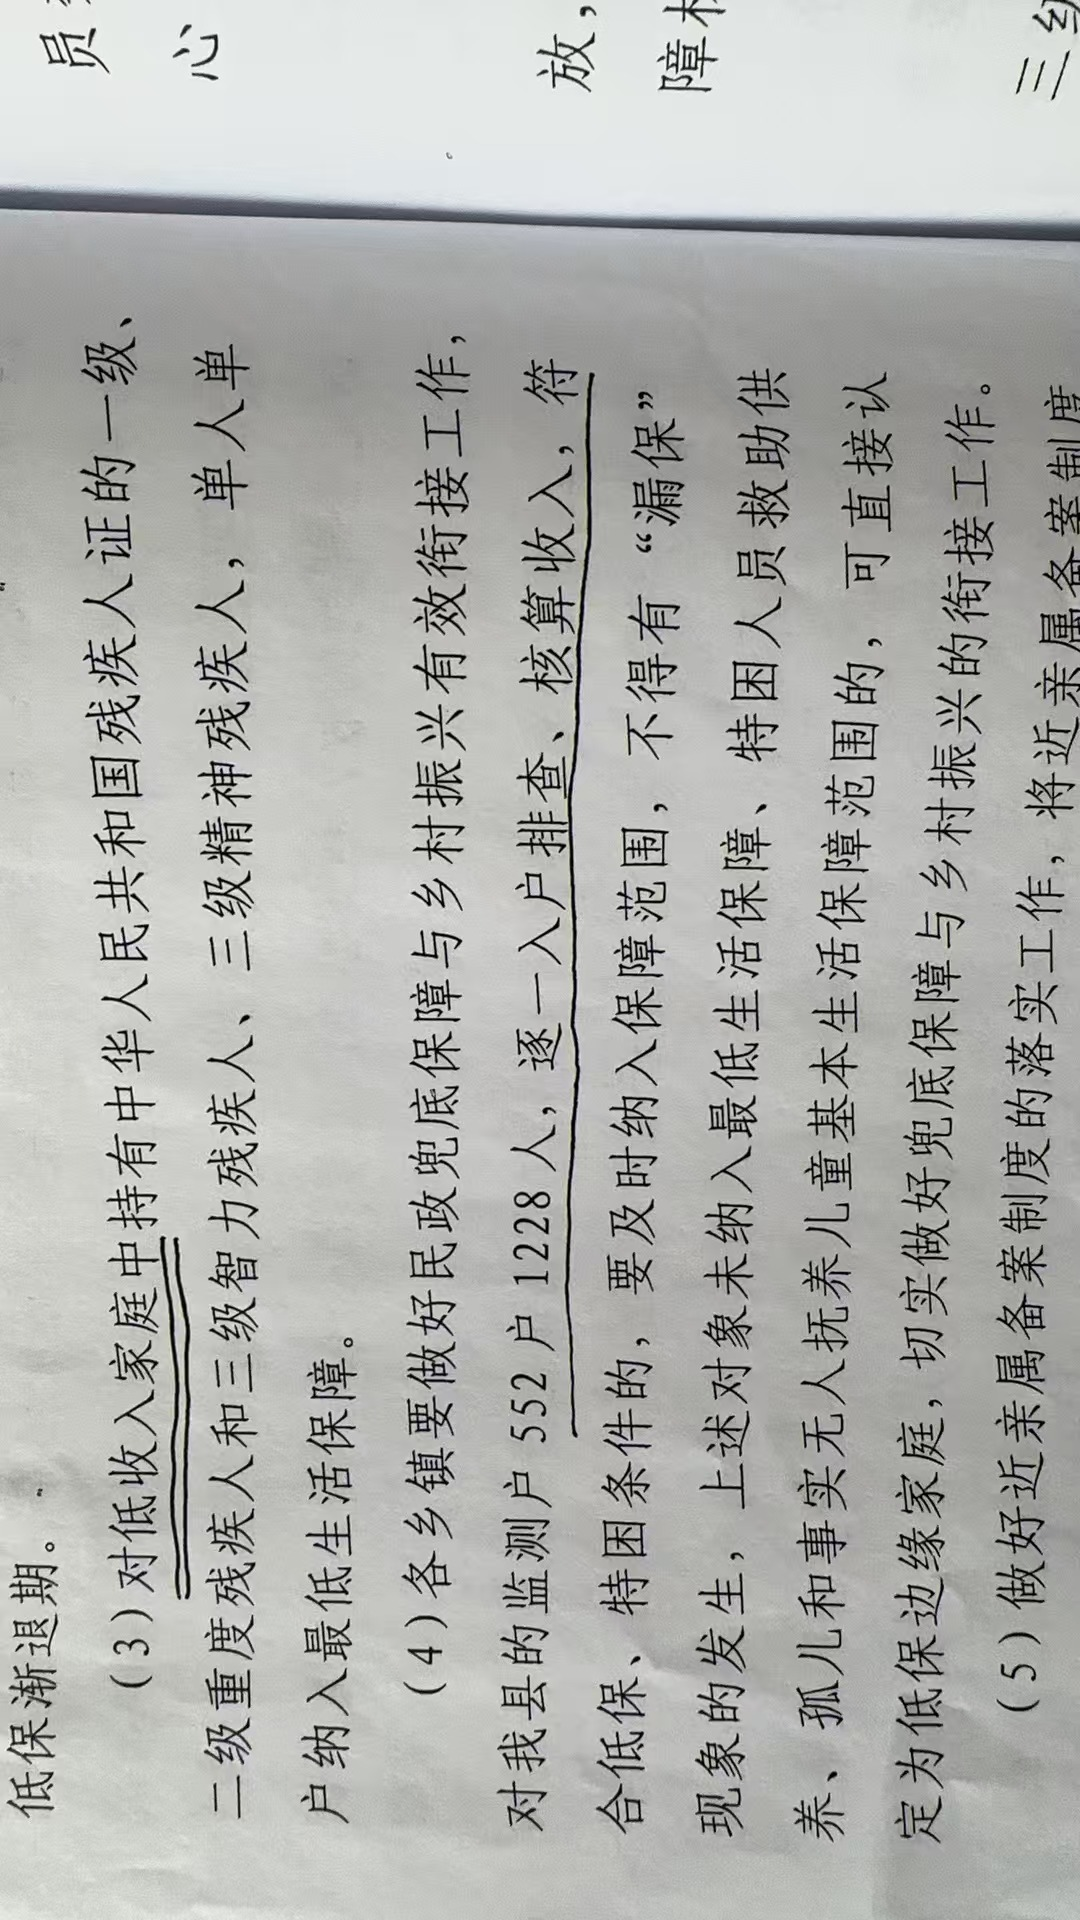 低保渐退期。
（3）对低收入家庭中持有中华人民共和国残疾人证的一级、
二级重度残疾人和三级智力残疾人、三级精神残疾人，单人单
户纳入最低生活保障。
（4）各乡镇要做好民政兜底保障与乡村振兴有效衔接工作，
对我县的监测户 552 户 1228 人，逐一入户排查、核算收入，符
合低保、特困条件的，要及时纳入保障范围，不得有“漏保”
现象的发生，上述对象未纳入最低生活保障、特困人员救助供
养、孤儿和事实无人抚养儿童基本生活保障范围的，可直接认
定为低保边缘家庭，切实做好兜底保障与乡村振兴的衔接工作。
（5）做好近亲属备案制度的落实工作，将近亲属备案制度
员
心
放，
障
三级